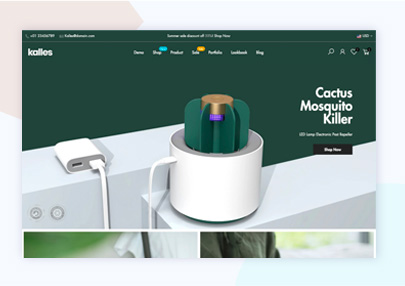 +01 23456789 Kalles@domain.com Summer sale discount off Shop Now USD
kalles Demo Shop Product Sale Portfolio Lookbook Blog
Cactus
Mosquito
Killer
LED Lamp Electronic Pest Repeller
Shop Now